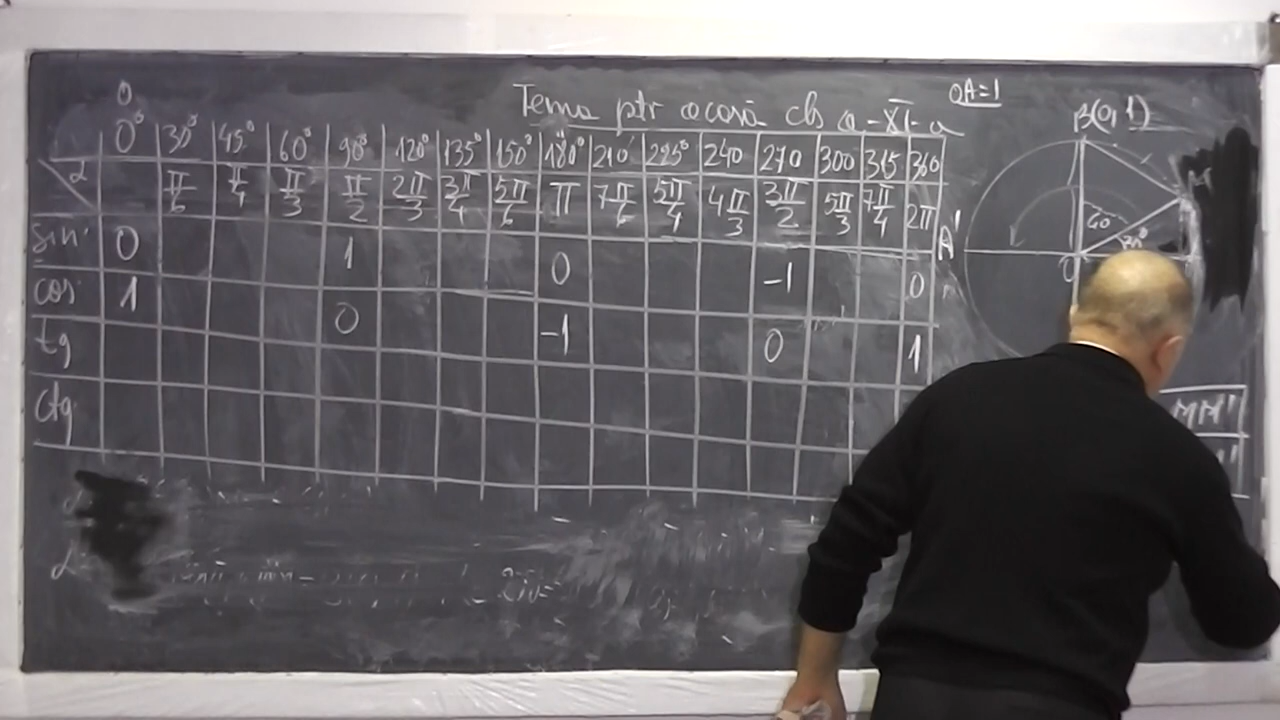 Tema ptr acasă cls a-XI-a
OA=1
0
0° 30° 45° 60° 90° 120° 135° 150° 180° 210° 225° 240 270 300 315 360
α π/6 π/4 π/3 π/2 2π/3 3π/4 5π/6 π 7π/6 5π/4 4π/3 3π/2 5π/3 7π/4 2π
sin 0 1 0 -1 0
cos 1 0 -1 0 1
tg
ctg
B(0,1)
M
A'
60
30°
O
MM'